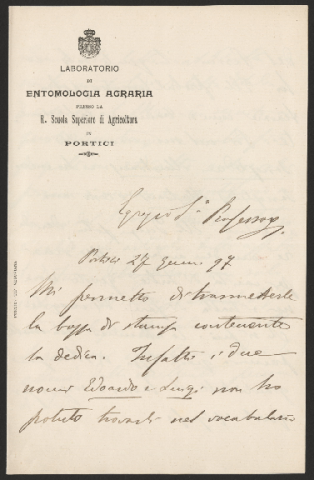 LABORATORIO
DI
ENTOMOLOGIA AGRARIA
PRESSO LA
R. Scuola Superiore di Agricoltura
IN
PORTICI
Egregio Sr. Professore,
Portici 27 Genn. 97
Mi permetto di trasmetterle
la bozza di stampa contenente
la dedica. Infatti i due
nomi Edoardo e Luigi non ho
potuto trovarli nel vocabolario